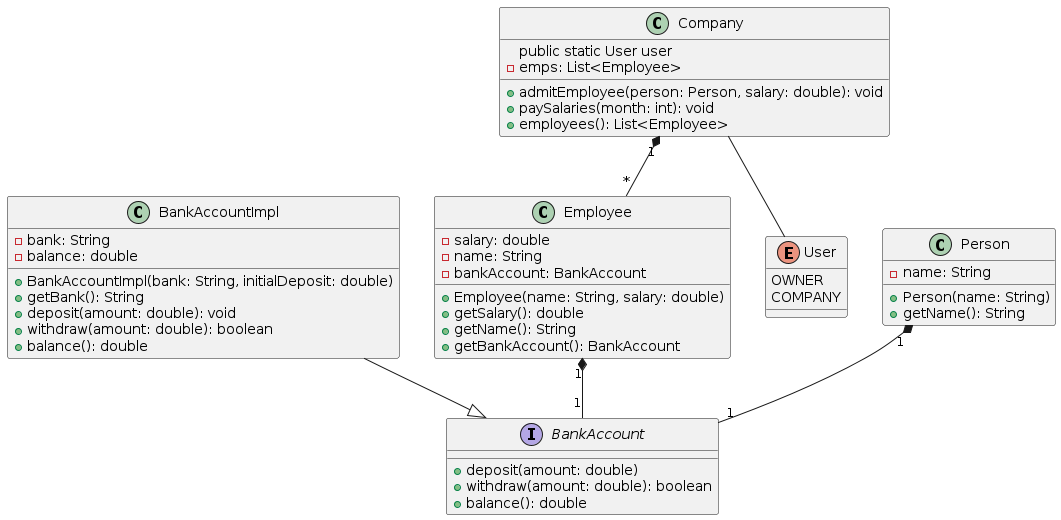 C Company
public static User user
emps: List<Employee>
admitEmployee(person: Person, salary: double): void
paySalaries(month: int): void
employees(): List<Employee>
1
*
C BankAccountImpl
bank: String
balance: double
BankAccountImpl(bank: String, initialDeposit: double)
getBank(): String
deposit(amount: double): void
withdraw(amount: double): boolean
balance(): double
C Employee
salary: double
name: String
bankAccount: BankAccount
Employee(name: String, salary: double)
getSalary(): double
getName(): String
getBankAccount(): BankAccount
E User
OWNER
COMPANY
C Person
name: String
Person(name: String)
getName(): String
1
1
1
1
I BankAccount
deposit(amount: double)
withdraw(amount: double): boolean
balance(): double